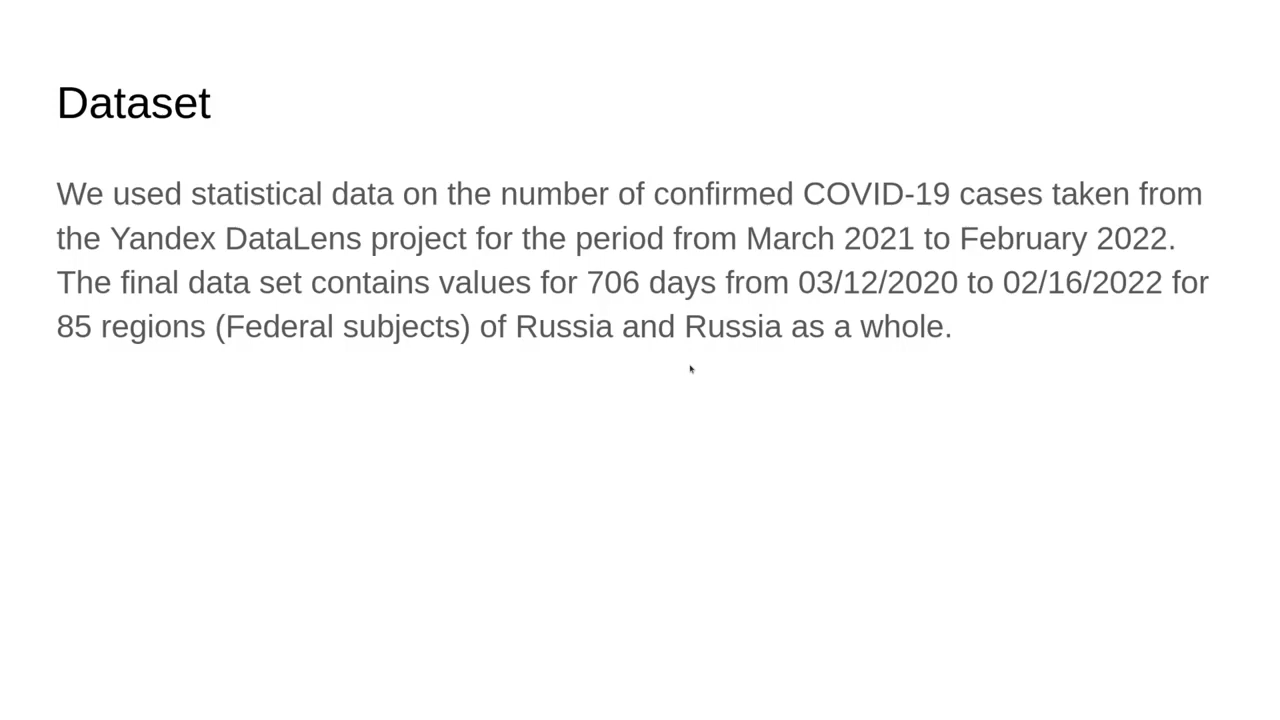 Dataset
We used statistical data on the number of confirmed COVID-19 cases taken from
the Yandex DataLens project for the period from March 2021 to February 2022.
The final data set contains values for 706 days from 03/12/2020 to 02/16/2022 for
85 regions (Federal subjects) of Russia and Russia as a whole.